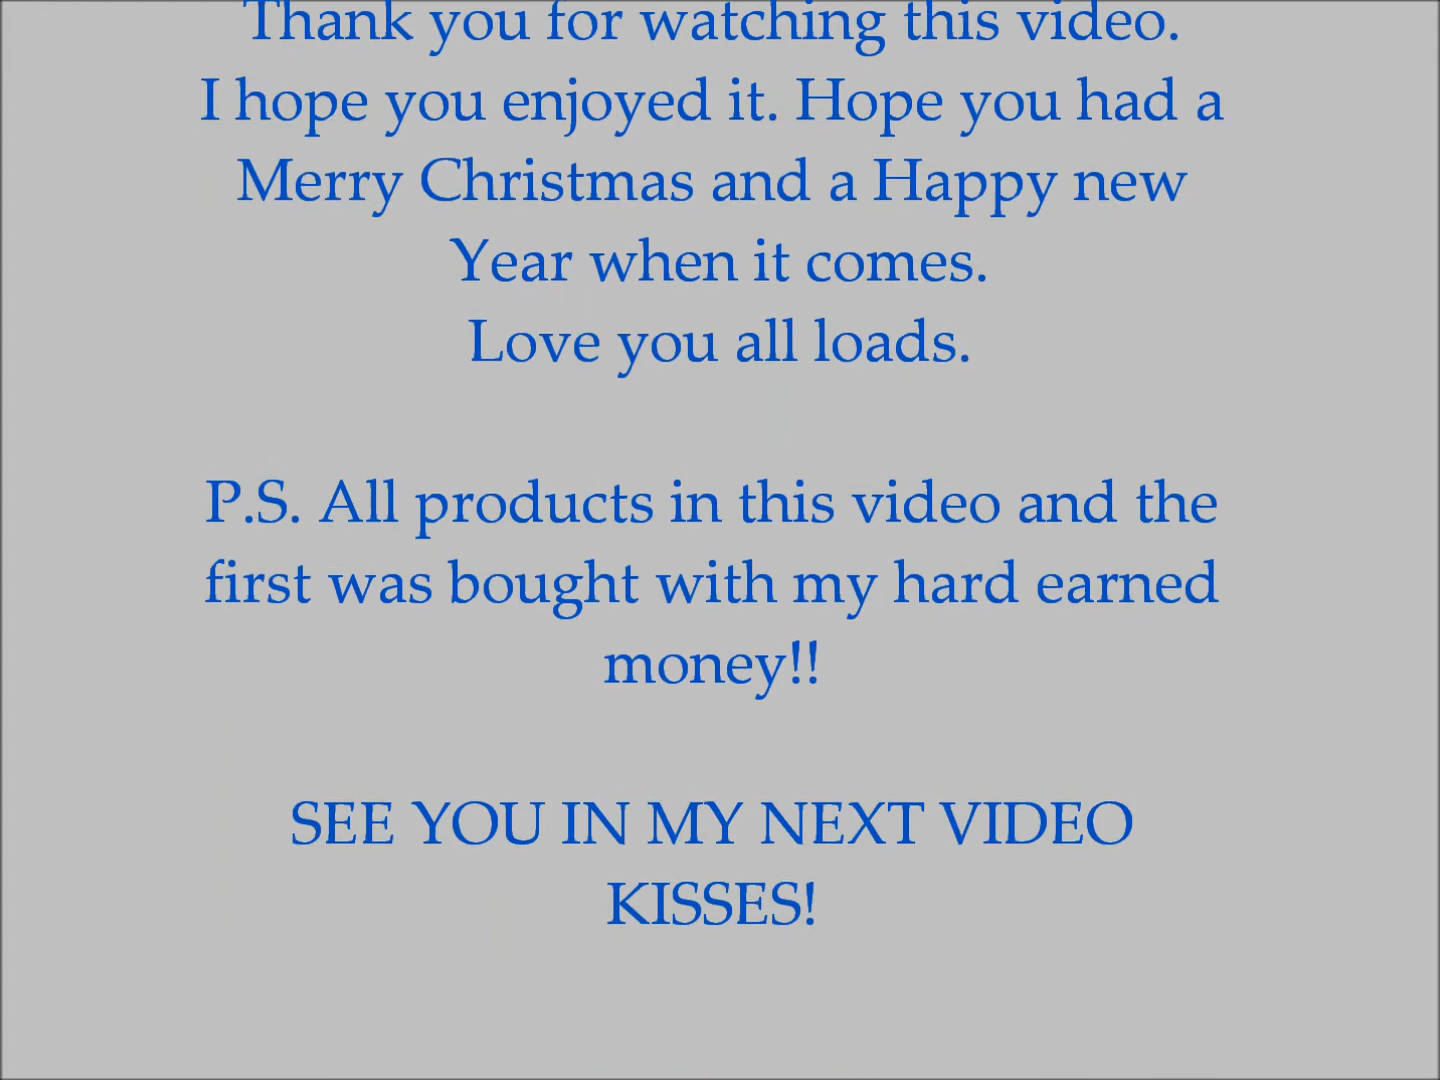 Thank you for watching this video.
I hope you enjoyed it. Hope you had a
Merry Christmas and a Happy new
Year when it comes.
Love you all loads.
P.S. All products in this video and the
first was bought with my hard earned
money!!
SEE YOU IN MY NEXT VIDEO
KISSES!